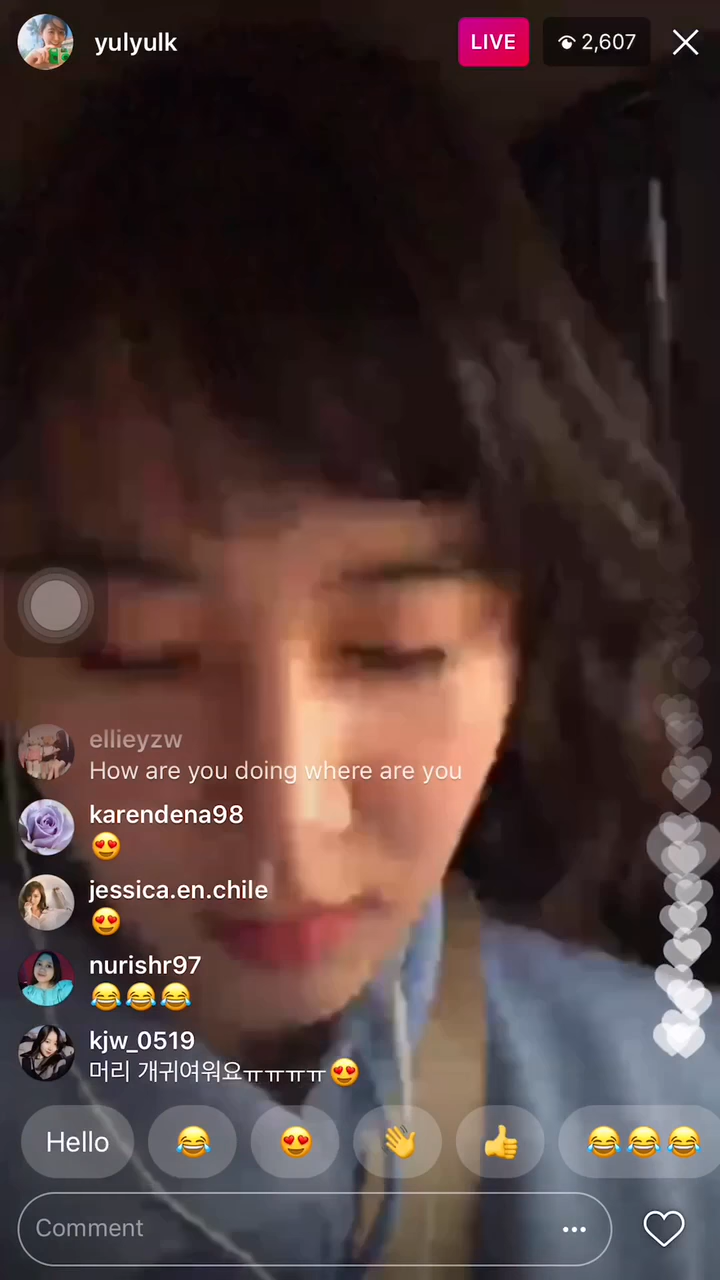 yulyulk
LIVE
2,607
ellieyzw
How are you doing where are you
karendena98
😍
jessica.en.chile
😍
nurishr97
😂😂😂
kjw_0519
머리 개귀여워요ㅠㅠㅠㅠ😍
Hello
Comment